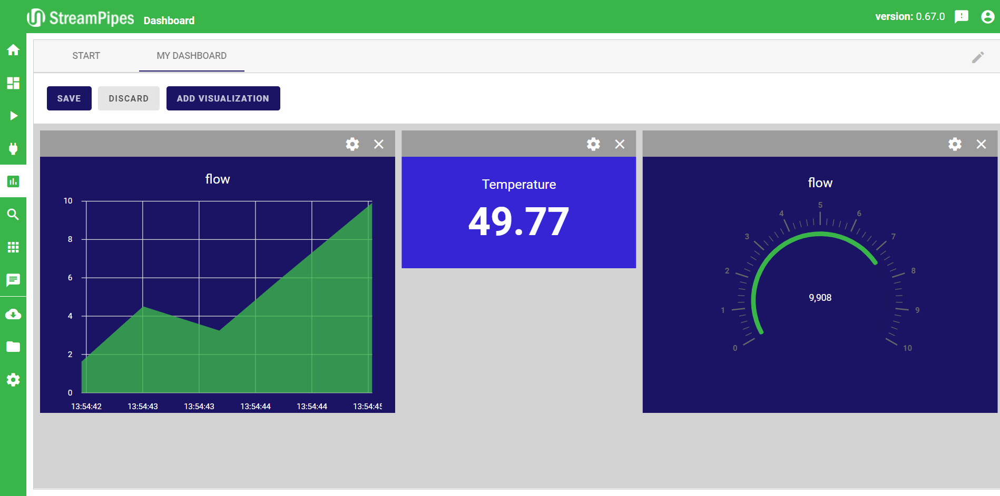 StreamPipes Dashboard
version: 0.67.0
START MY DASHBOARD
SAVE DISCARD ADD VISUALIZATION
flow
10
8
6
4
2
0
13:54:42 13:54:43 13:54:43 13:54:44 13:54:44 13:54:45
Temperature
49.77
flow
0
1
2
3
4
5
6
7
8
9
10
9,908